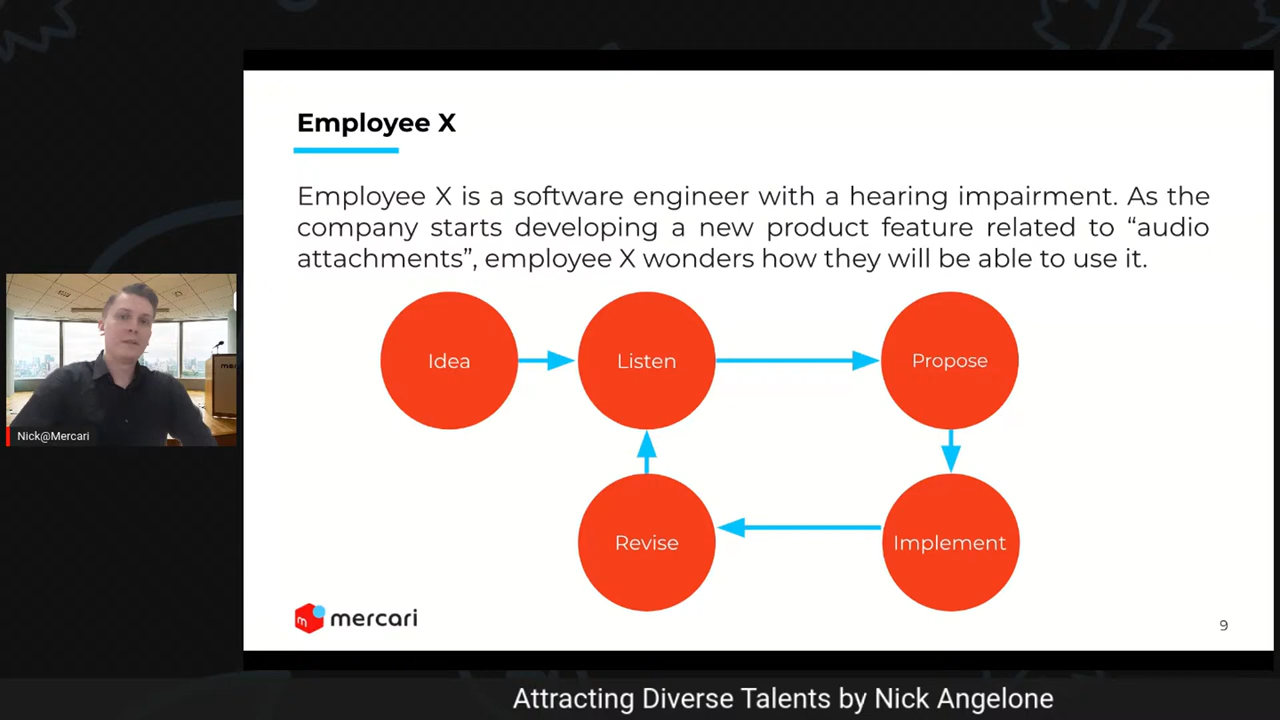 Employee X
Employee X is a software engineer with a hearing impairment. As the
company starts developing a new product feature related to “audio
attachments”, employee X wonders how they will be able to use it.
Idea
Listen
Propose
Revise
Implement
m
mercari
9
mer
Nick@Mercari
Attracting Diverse Talents by Nick Angelone